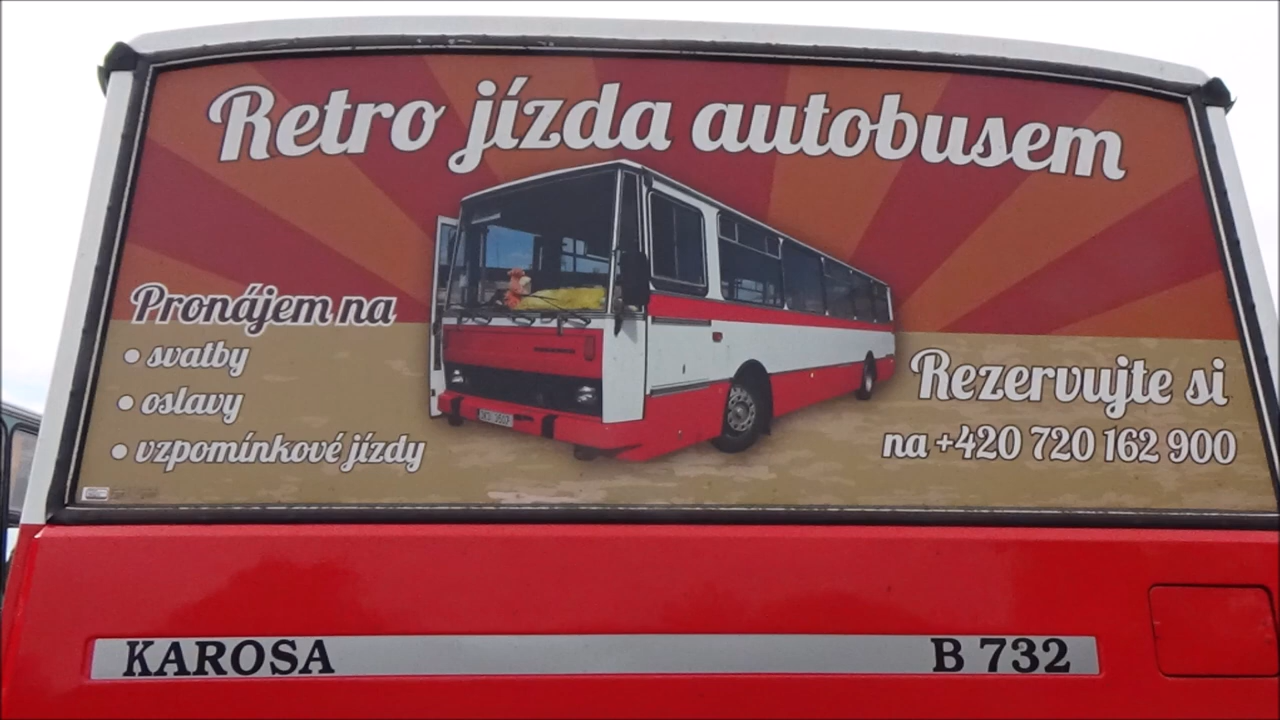 Retro jízda autobusem
Pronájem na
• svatby
• oslavy
• vzpomínkové jízdy
Rezervujte si
na +420 720 162 900
KAROSA B 732